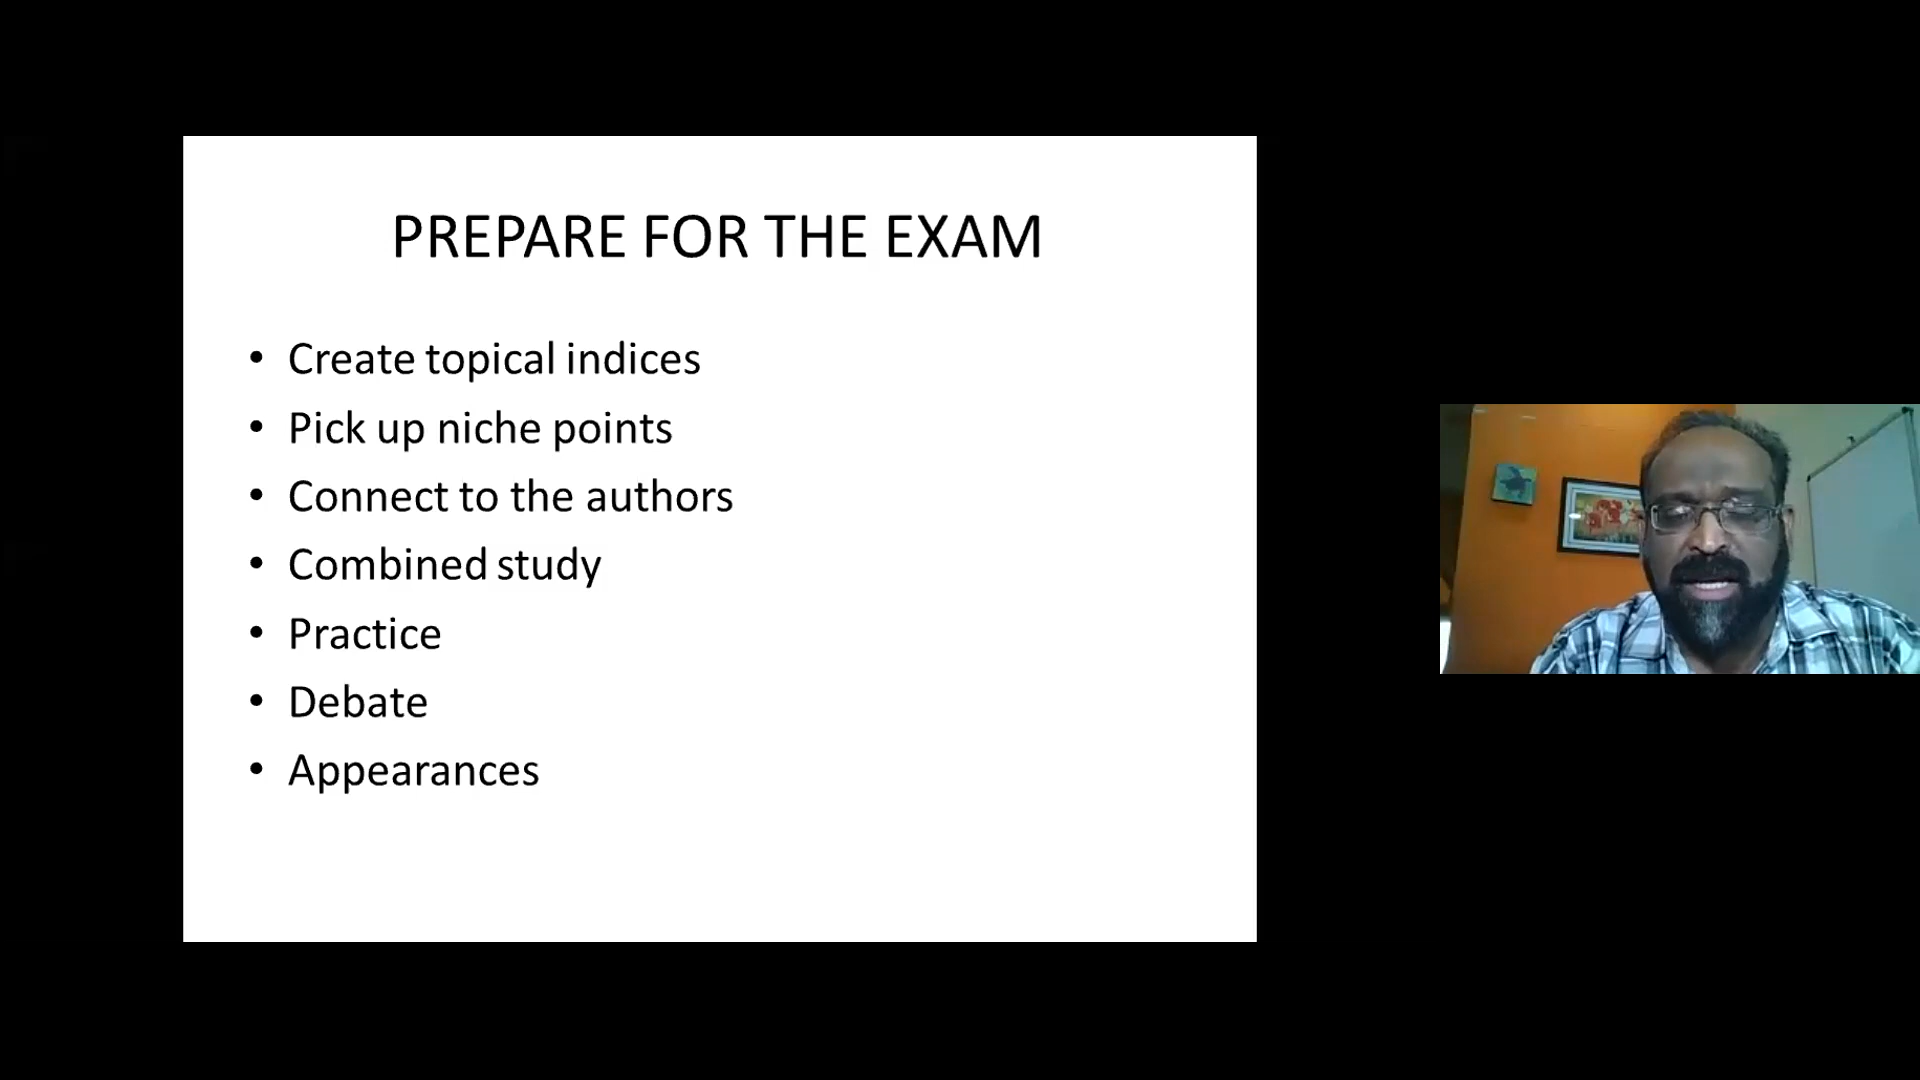 PREPARE FOR THE EXAM
• Create topical indices
• Pick up niche points
• Connect to the authors
• Combined study
• Practice
• Debate
• Appearances